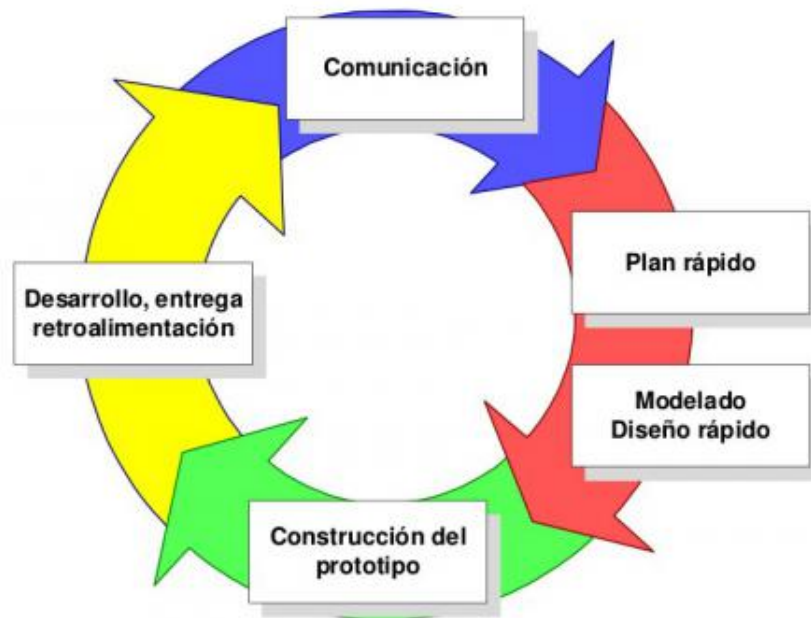 Comunicación
Plan rápido
Modelado
Diseño rápido
Construcción del
prototipo
Desarrollo, entrega
retroalimentación